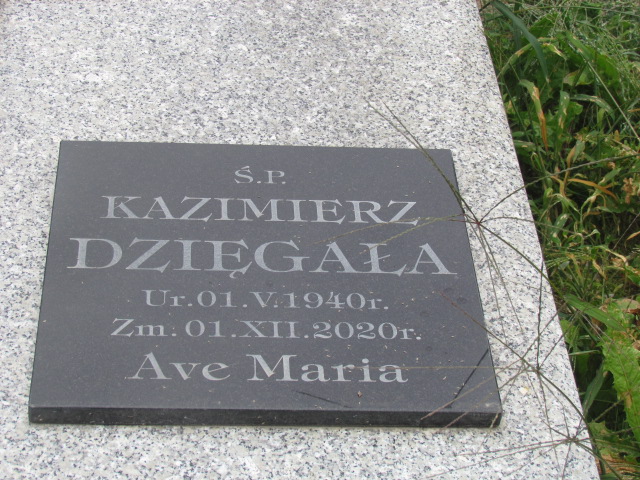 Ś.P.
KAZIMIERZ
DZIĘGAŁA
Ur.01.V.1940r.
Zm.01.XII.2020r.
Ave Maria